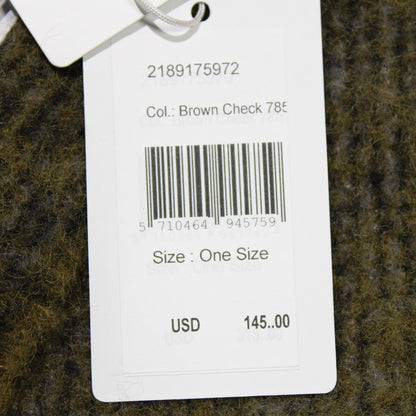 2189175972
Col.: Brown Check 785
5 710464 945759
Size : One Size
USD 145..00